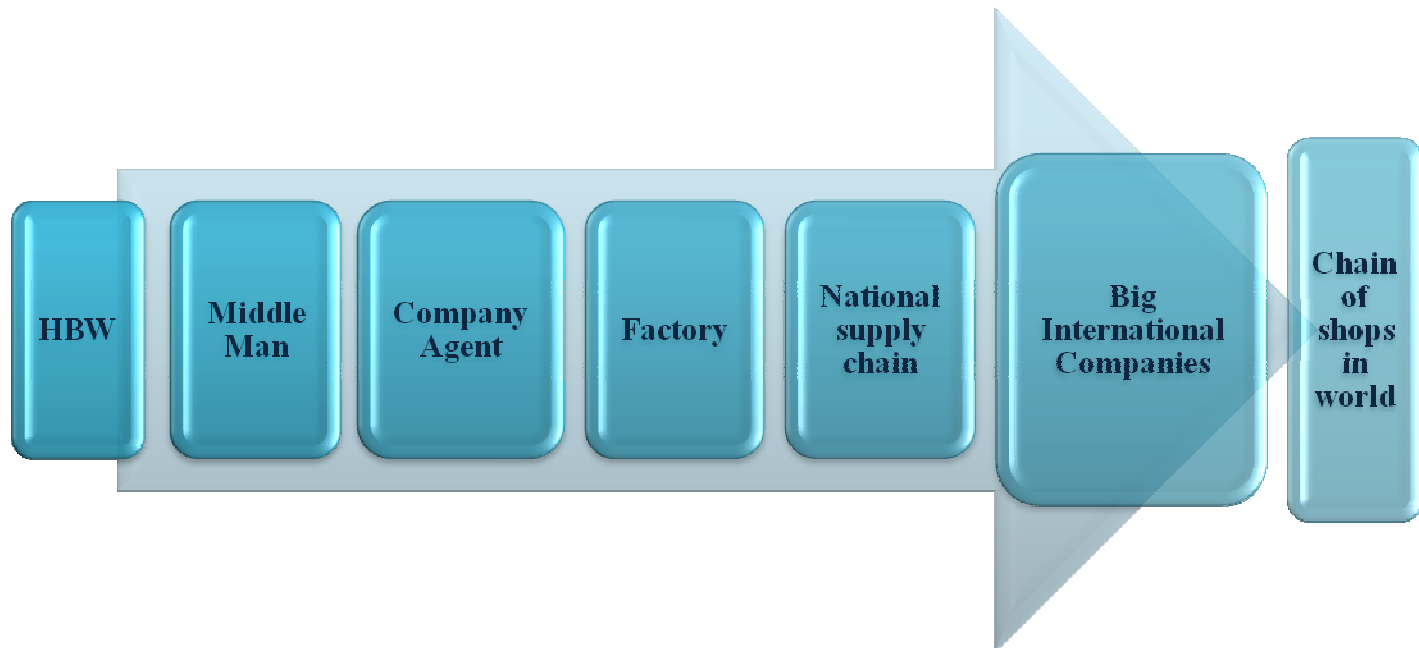 HBW
Middle
Man
Company
Agent
Factory
National
supply
chain
Big
International
Companies
Chain
of
shops
in
world